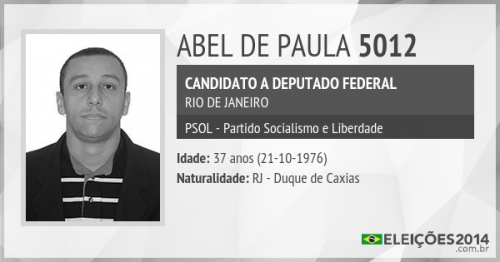 ABEL DE PAULA 5012
CANDIDATO A DEPUTADO FEDERAL
RIO DE JANEIRO
PSOL - Partido Socialismo e Liberdade
Idade: 37 anos (21-10-1976)
Naturalidade: RJ - Duque de Caxias
ELEIÇÕES2014
.com.br